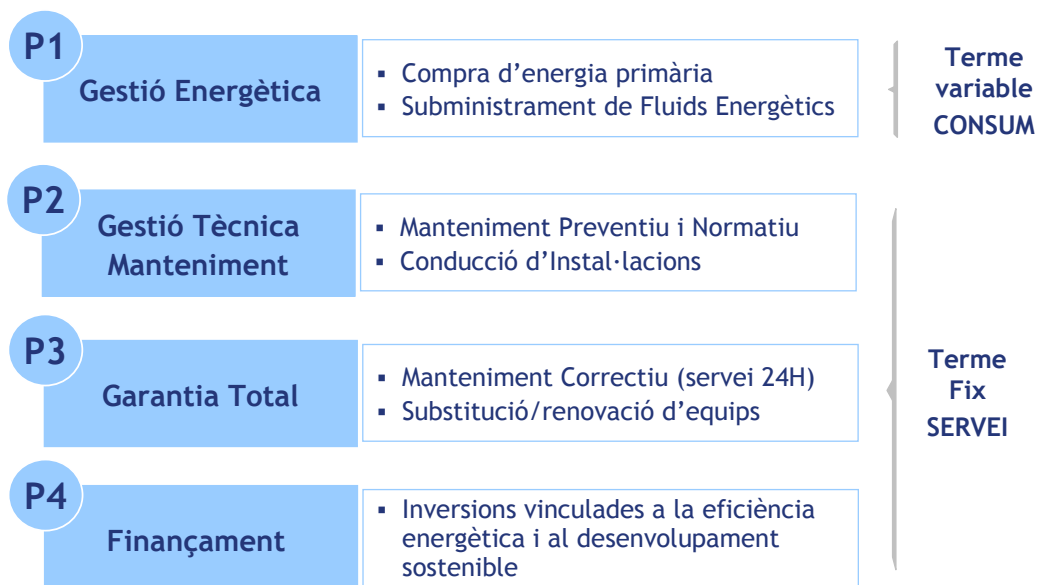 P1
Gestió Energètica
▪ Compra d’energia primària
▪ Subministrament de Fluids Energètics
Terme
variable
CONSUM
P2
Gestió Tècnica
Manteniment
▪ Manteniment Preventiu i Normatiu
▪ Conducció d’Instal·lacions
P3
Garantia Total
▪ Manteniment Correctiu (servei 24H)
▪ Substitució/renovació d’equips
Terme
Fix
SERVEI
P4
Finançament
▪ Inversions vinculades a la eficiència
energètica i al desenvolupament
sostenible